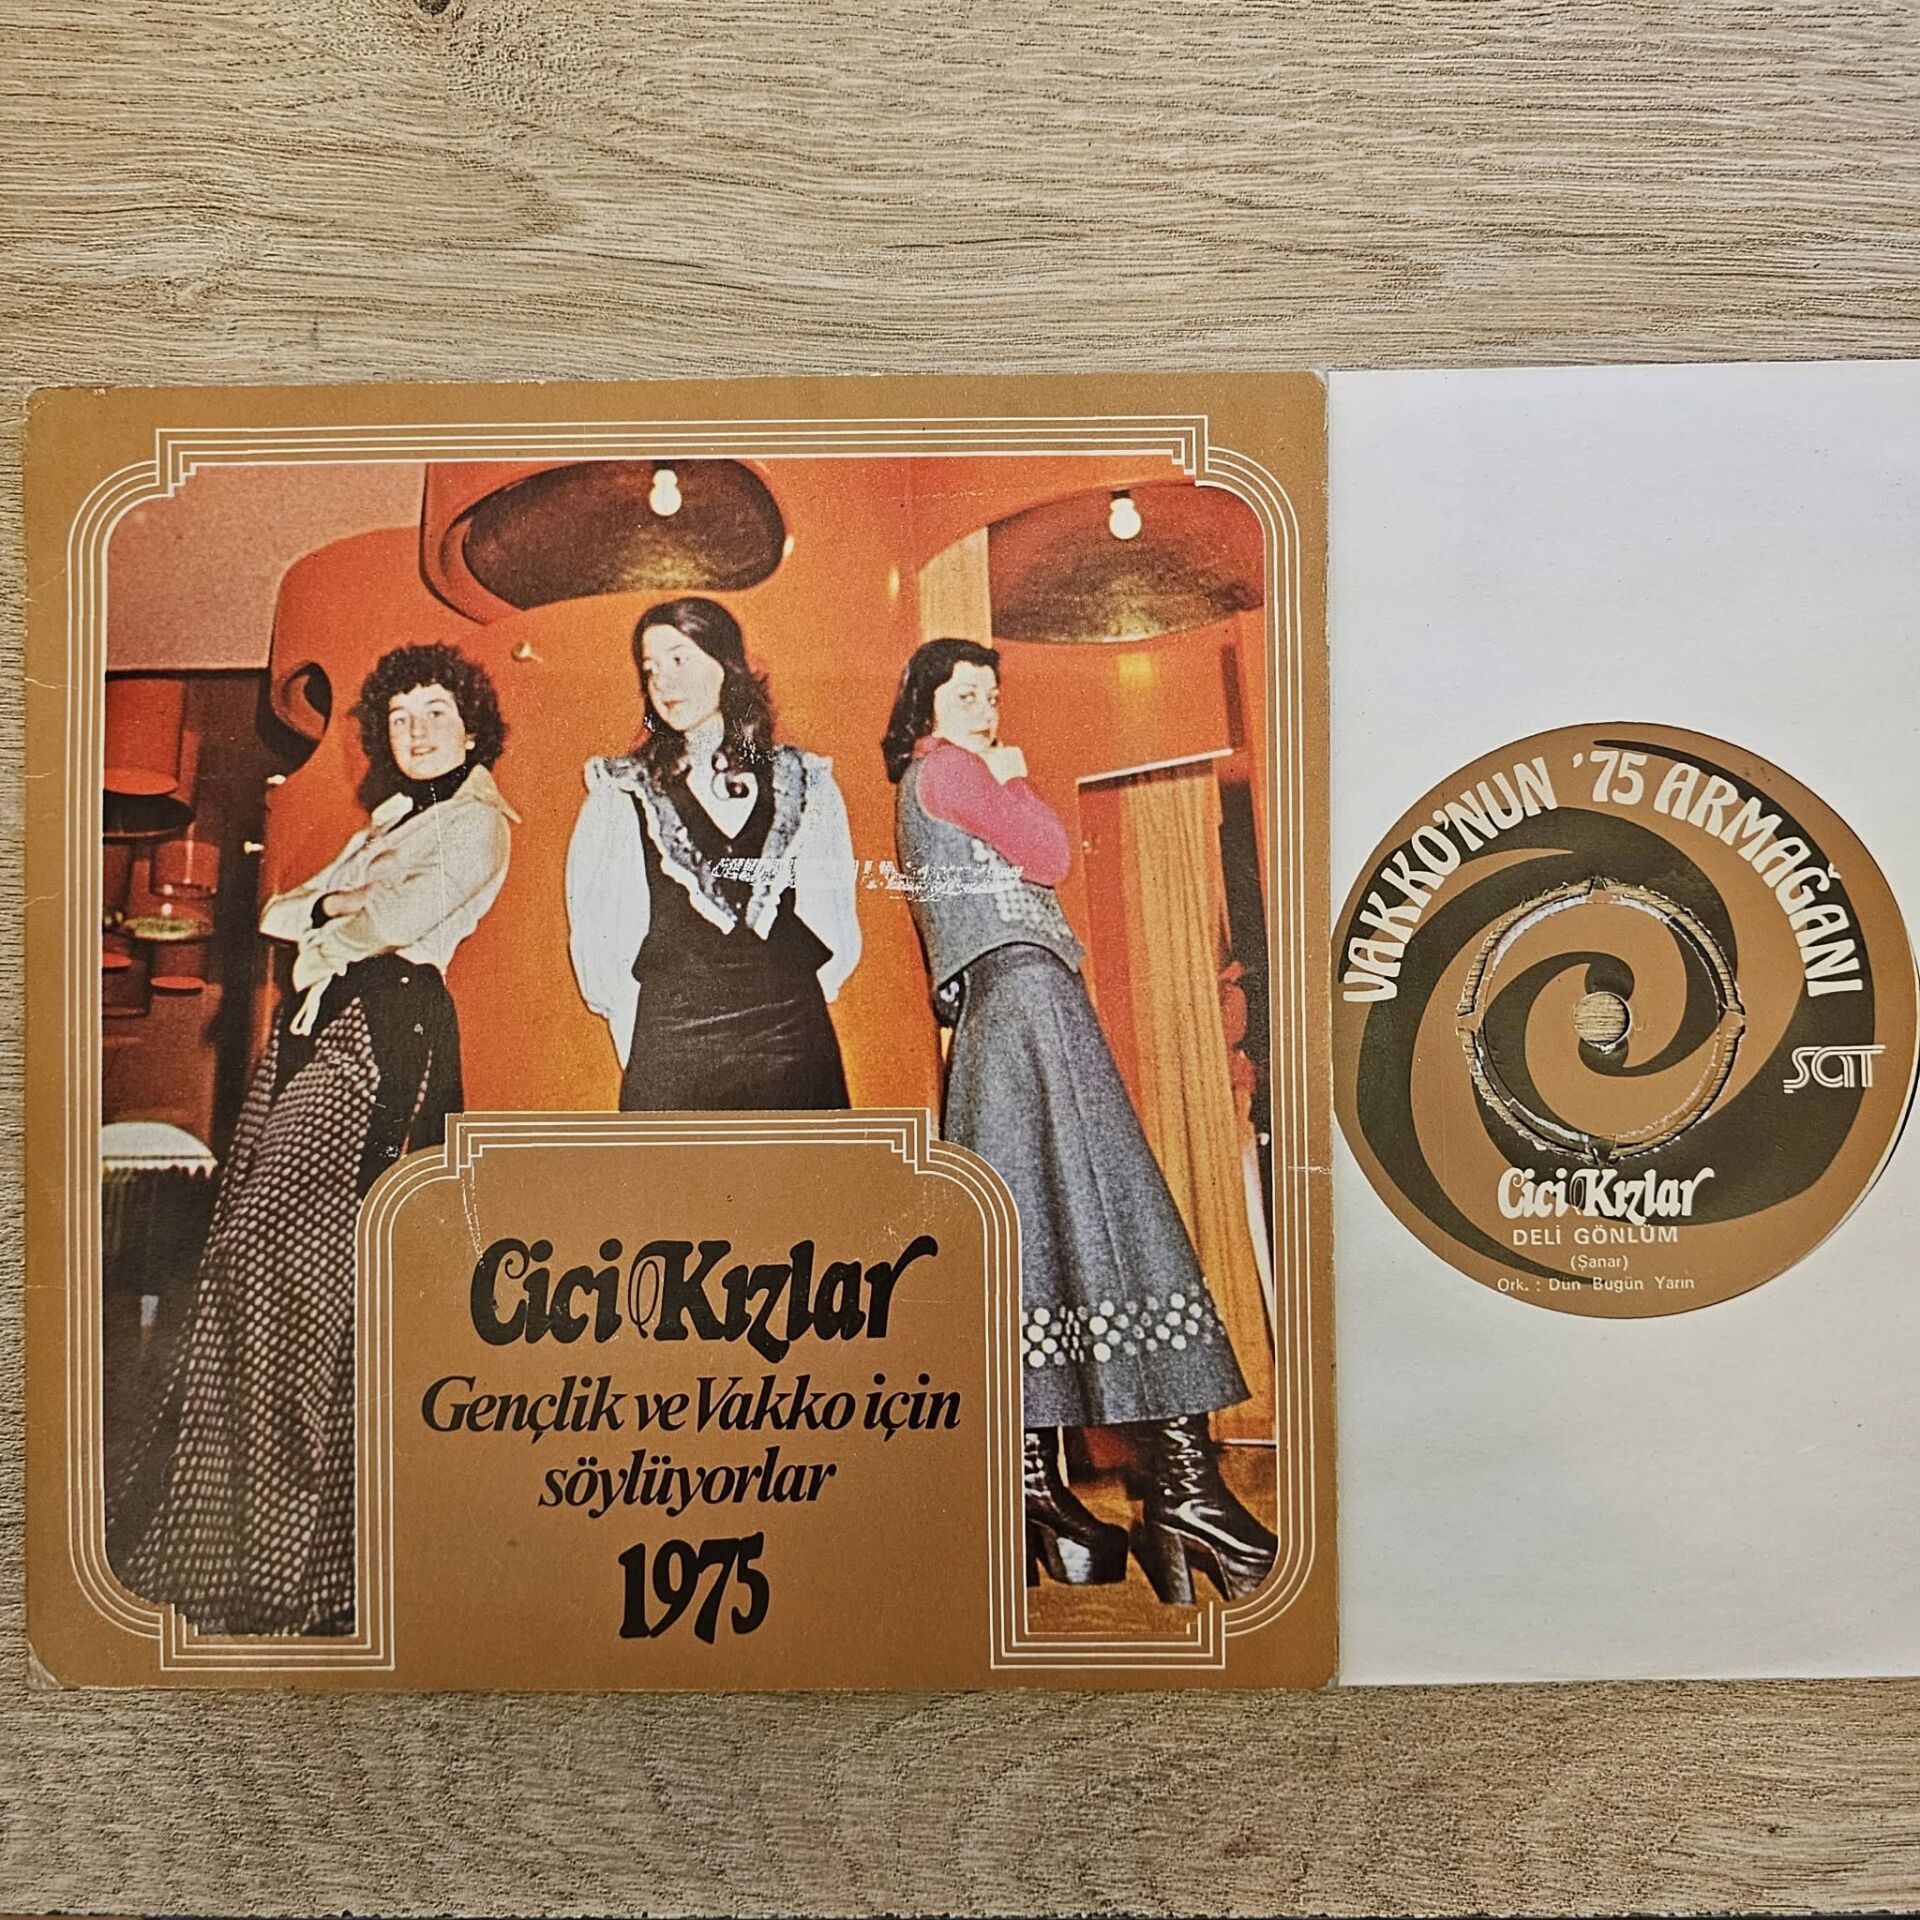 Cici Kızlar
Gençlik ve Vakko için
söylüyorlar
1975
VAKKO'NUN '75 ARMAĞANI
sat
Cici Kızlar
DELİ GÖNLÜM
(Şanar)
Ork. : Dün Bugün Yarın